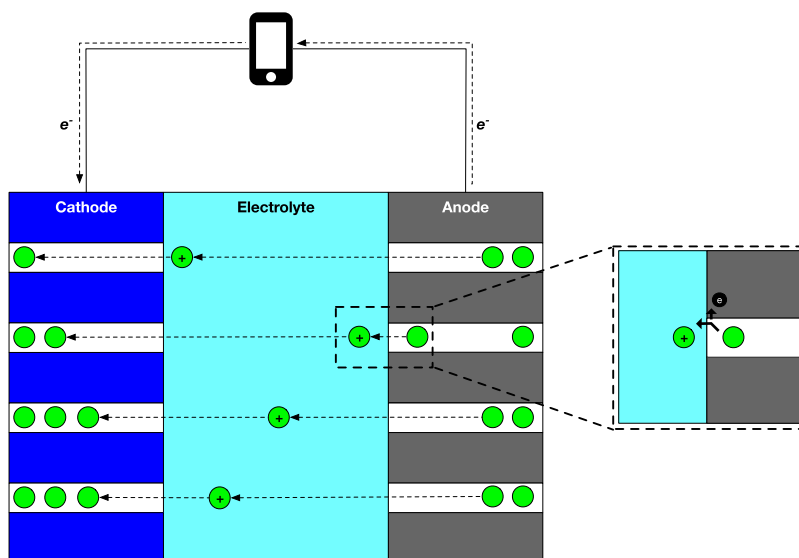 e-
e-
Cathode
Electrolyte
Anode
+
e
+
+
+
+